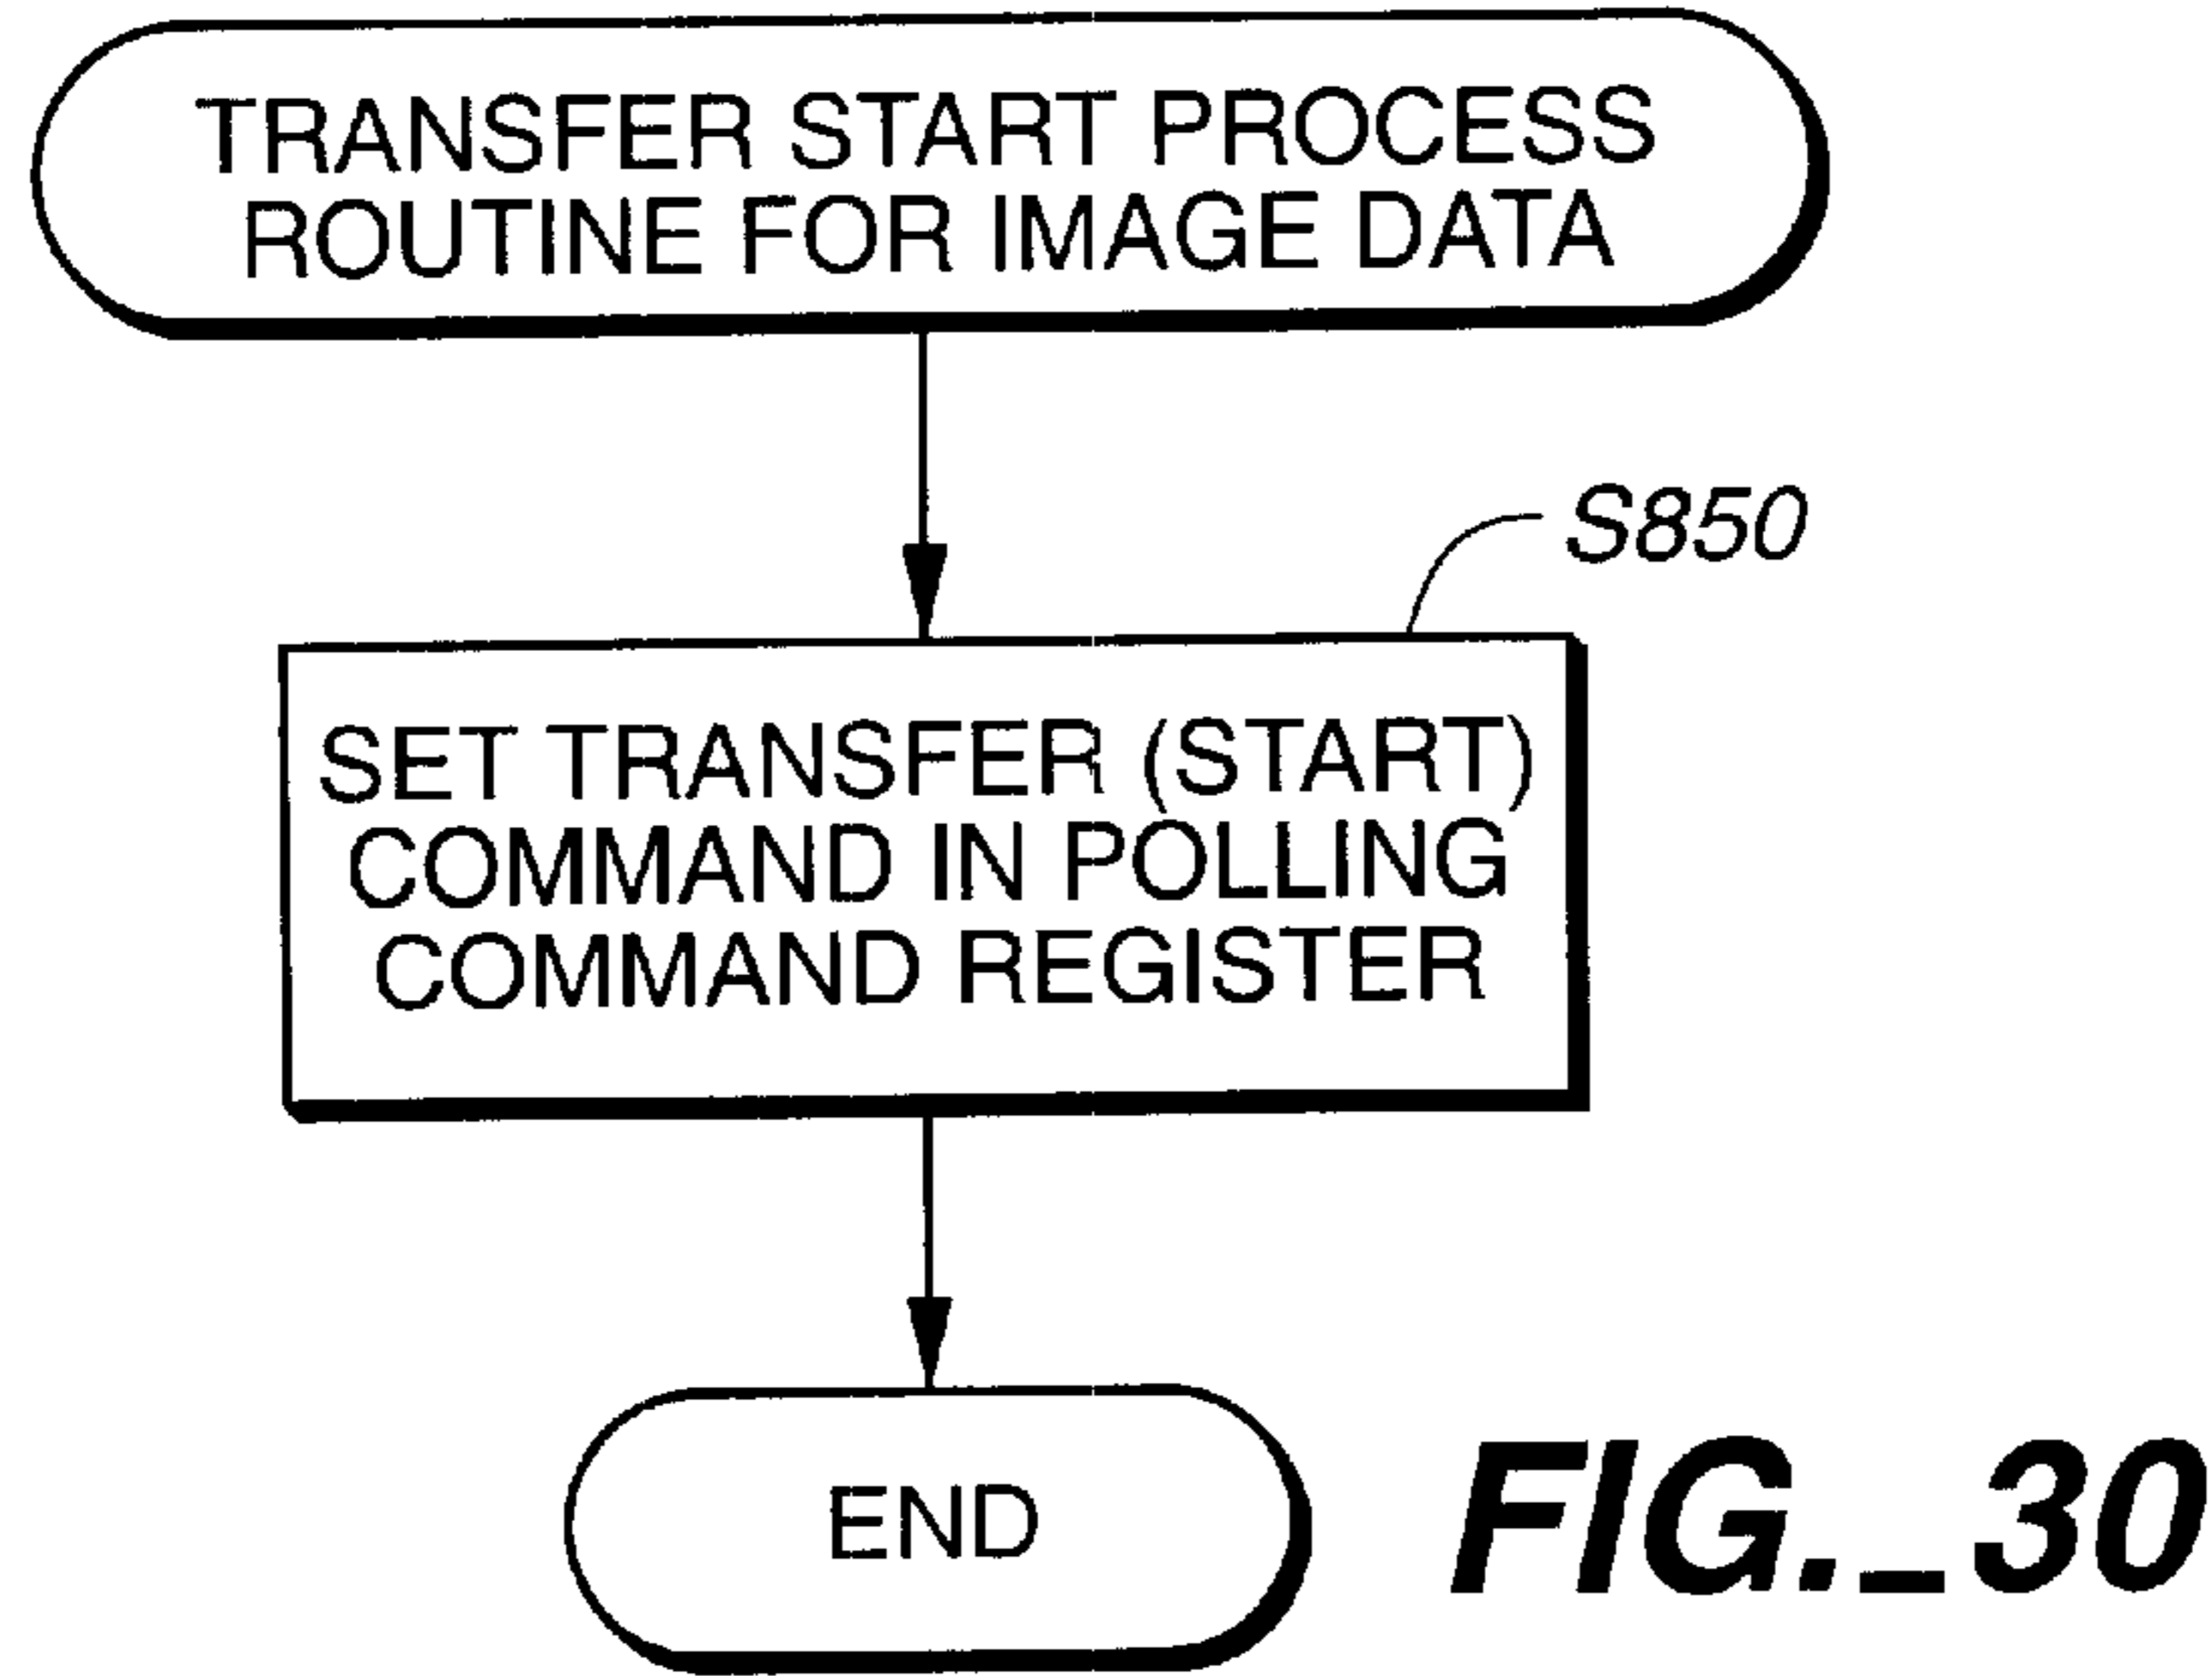 TRANSFER START PROCESS
ROUTINE FOR IMAGE DATA
S850
SET TRANSFER (START)
COMMAND IN POLLING
COMMAND REGISTER
END
FIG._30